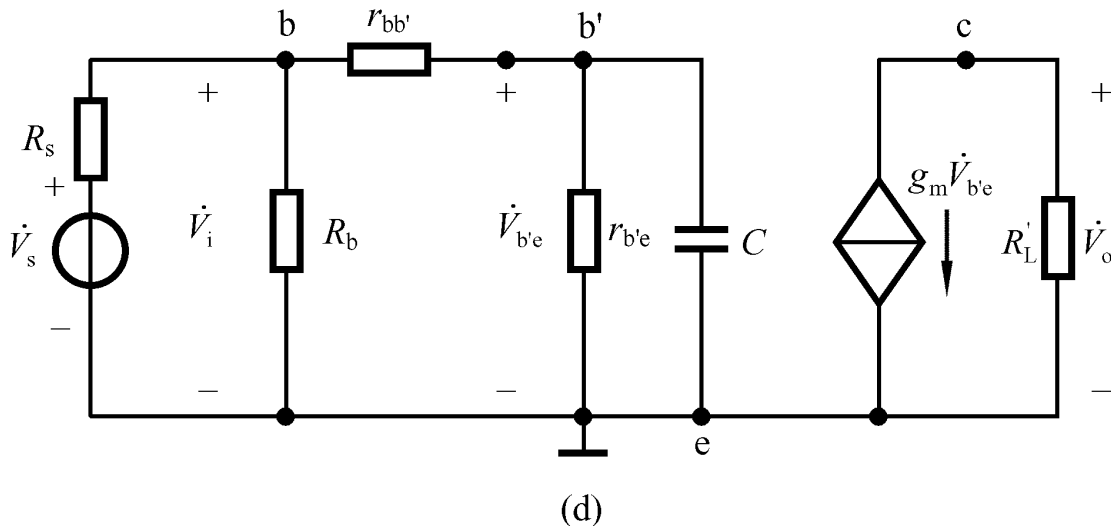 b
r_bb'
b'
c
+
+
+
R_s
+
g_m V̇_b'e
V̇_s
V̇_i
R_b
V̇_b'e
r_b'e
C
R'_L
V̇_o
−
−
−
−
e
(d)